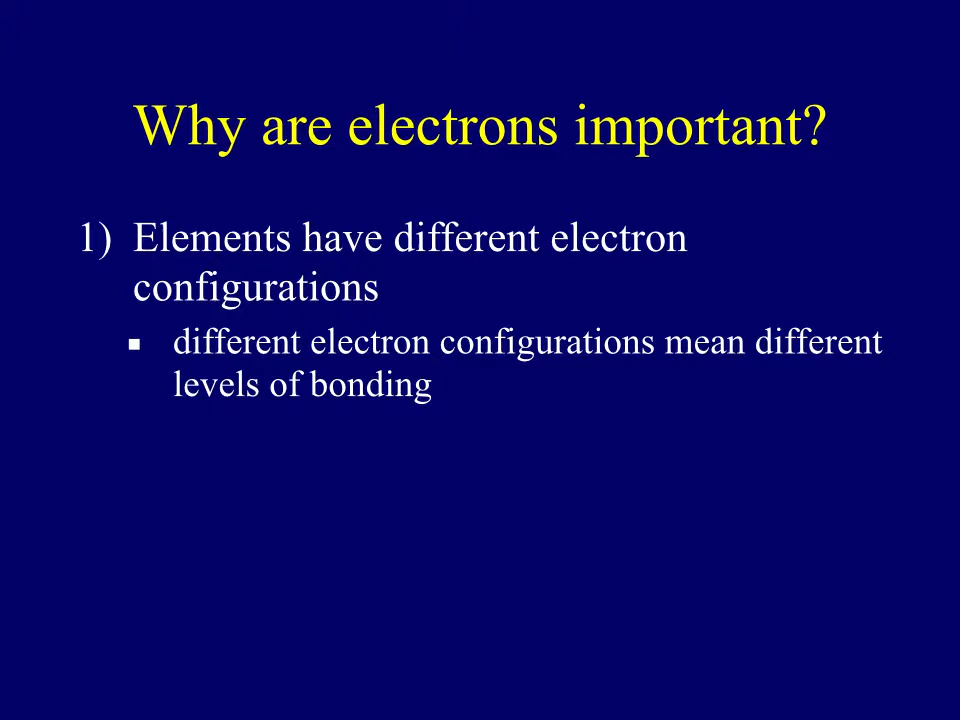 Why are electrons important?
1) Elements have different electron
configurations
▪ different electron configurations mean different
levels of bonding